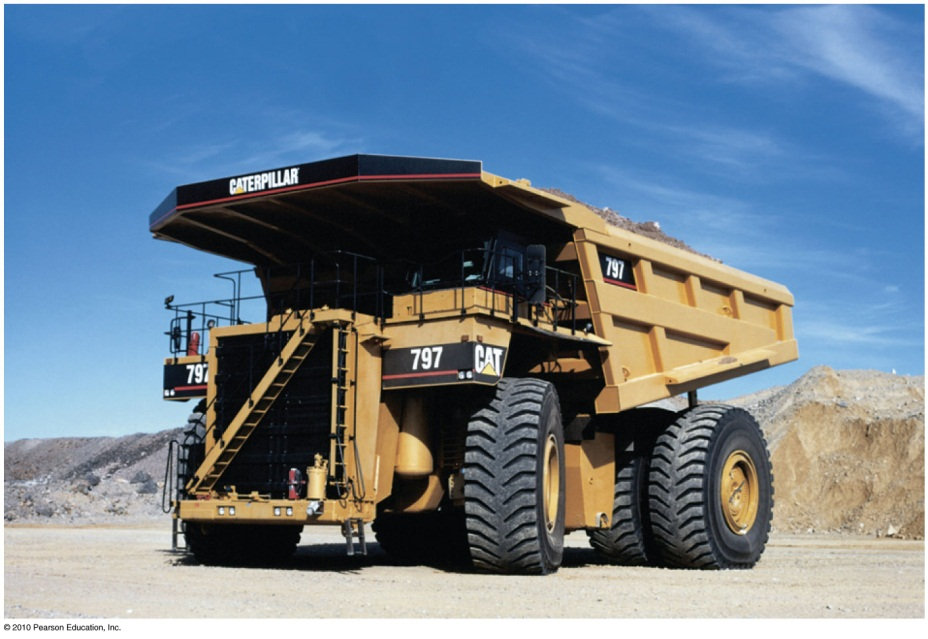 CATERPILLAR
797
797
CAT
797
© 2010 Pearson Education, Inc.